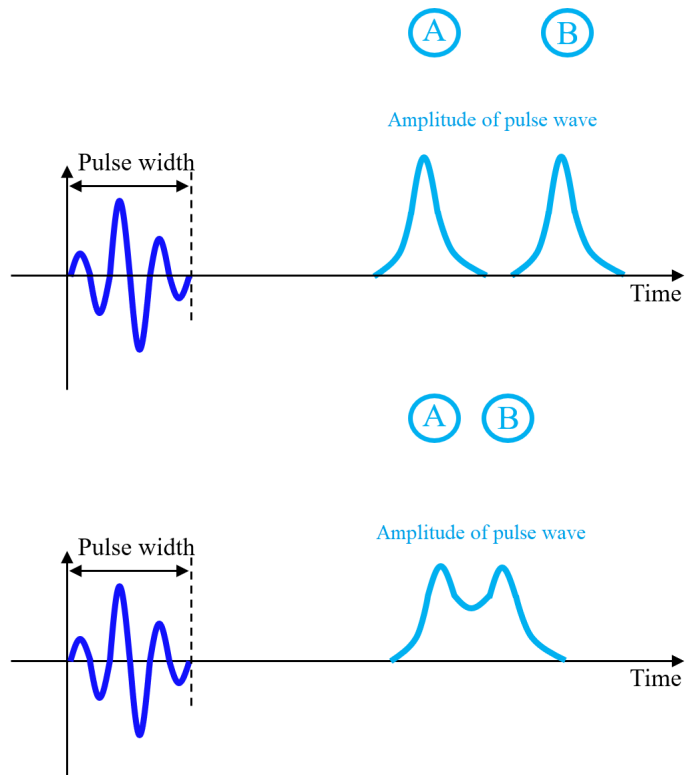 A
B
Amplitude of pulse wave
Pulse width
Time
A
B
Amplitude of pulse wave
Pulse width
Time